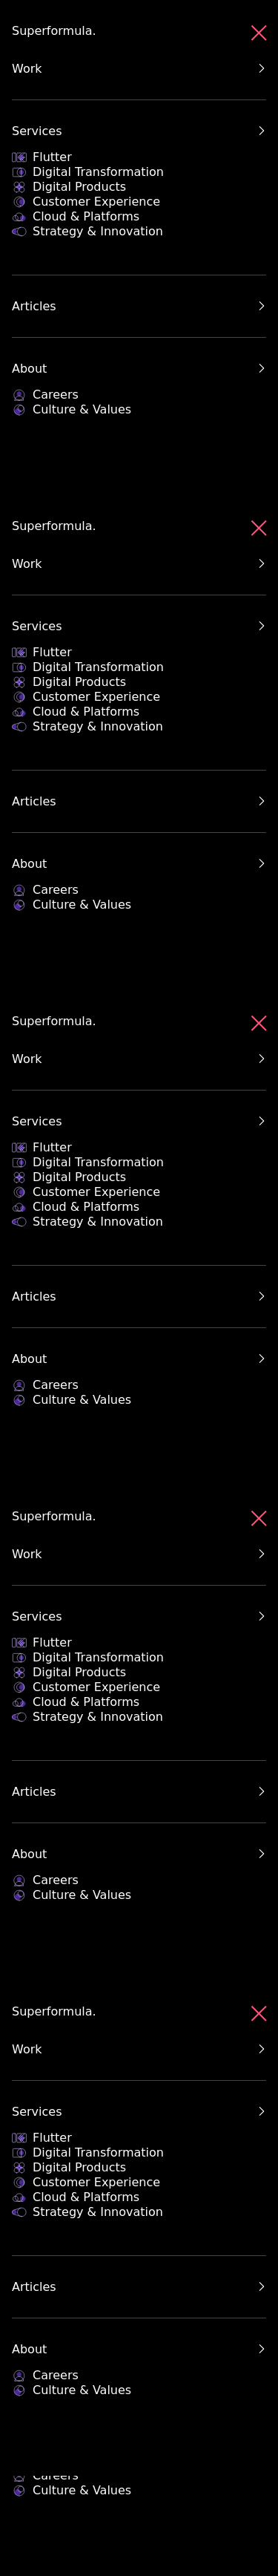 Superformula.
Work
Services
Flutter
Digital Transformation
Digital Products
Customer Experience
Cloud & Platforms
Strategy & Innovation
Articles
About
Careers
Culture & Values
Superformula.
Work
Services
Flutter
Digital Transformation
Digital Products
Customer Experience
Cloud & Platforms
Strategy & Innovation
Articles
About
Careers
Culture & Values
Superformula.
Work
Services
Flutter
Digital Transformation
Digital Products
Customer Experience
Cloud & Platforms
Strategy & Innovation
Articles
About
Careers
Culture & Values
Superformula.
Work
Services
Flutter
Digital Transformation
Digital Products
Customer Experience
Cloud & Platforms
Strategy & Innovation
Articles
About
Careers
Culture & Values
Superformula.
Work
Services
Flutter
Digital Transformation
Digital Products
Customer Experience
Cloud & Platforms
Strategy & Innovation
Articles
About
Careers
Culture & Values
Careers
Culture & Values